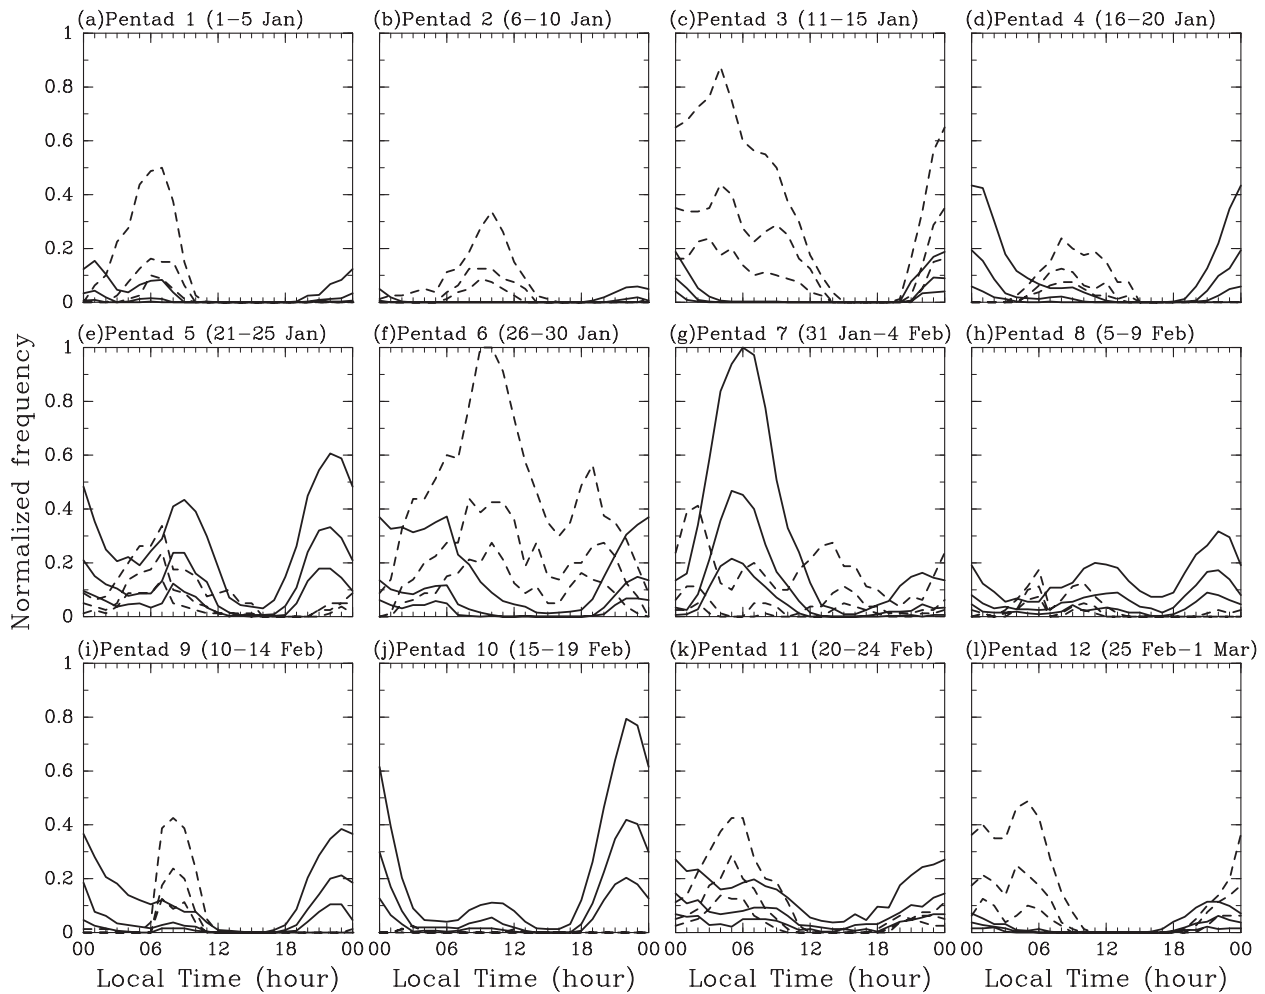 (a)Pentad 1 (1−5 Jan)
(b)Pentad 2 (6−10 Jan)
(c)Pentad 3 (11−15 Jan)
(d)Pentad 4 (16−20 Jan)
1
0.8
0.6
0.4
0.2
0
(e)Pentad 5 (21−25 Jan)
(f)Pentad 6 (26−30 Jan)
(g)Pentad 7 (31 Jan−4 Feb)
(h)Pentad 8 (5−9 Feb)
1
0.8
0.6
0.4
0.2
0
Normalized frequency
(i)Pentad 9 (10−14 Feb)
(j)Pentad 10 (15−19 Feb)
(k)Pentad 11 (20−24 Feb)
(l)Pentad 12 (25 Feb−1 Mar)
1
0.8
0.6
0.4
0.2
0
00 06 12 18 00 06 12 18 00 06 12 18 00 06 12 18 00
Local Time (hour) Local Time (hour) Local Time (hour) Local Time (hour)